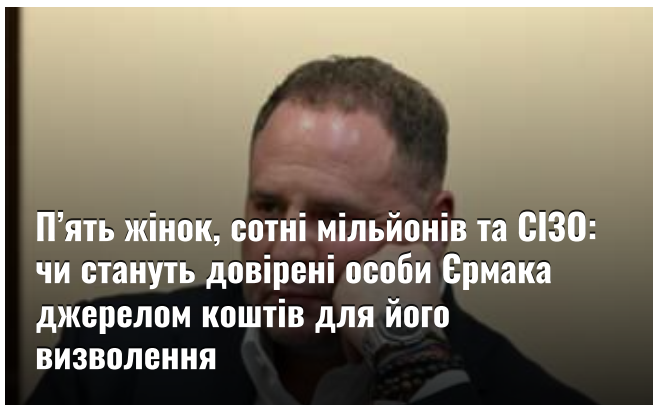 П’ять жінок, сотні мільйонів та СІЗО:
чи стануть довірені особи Єрмака
джерелом коштів для його
визволення